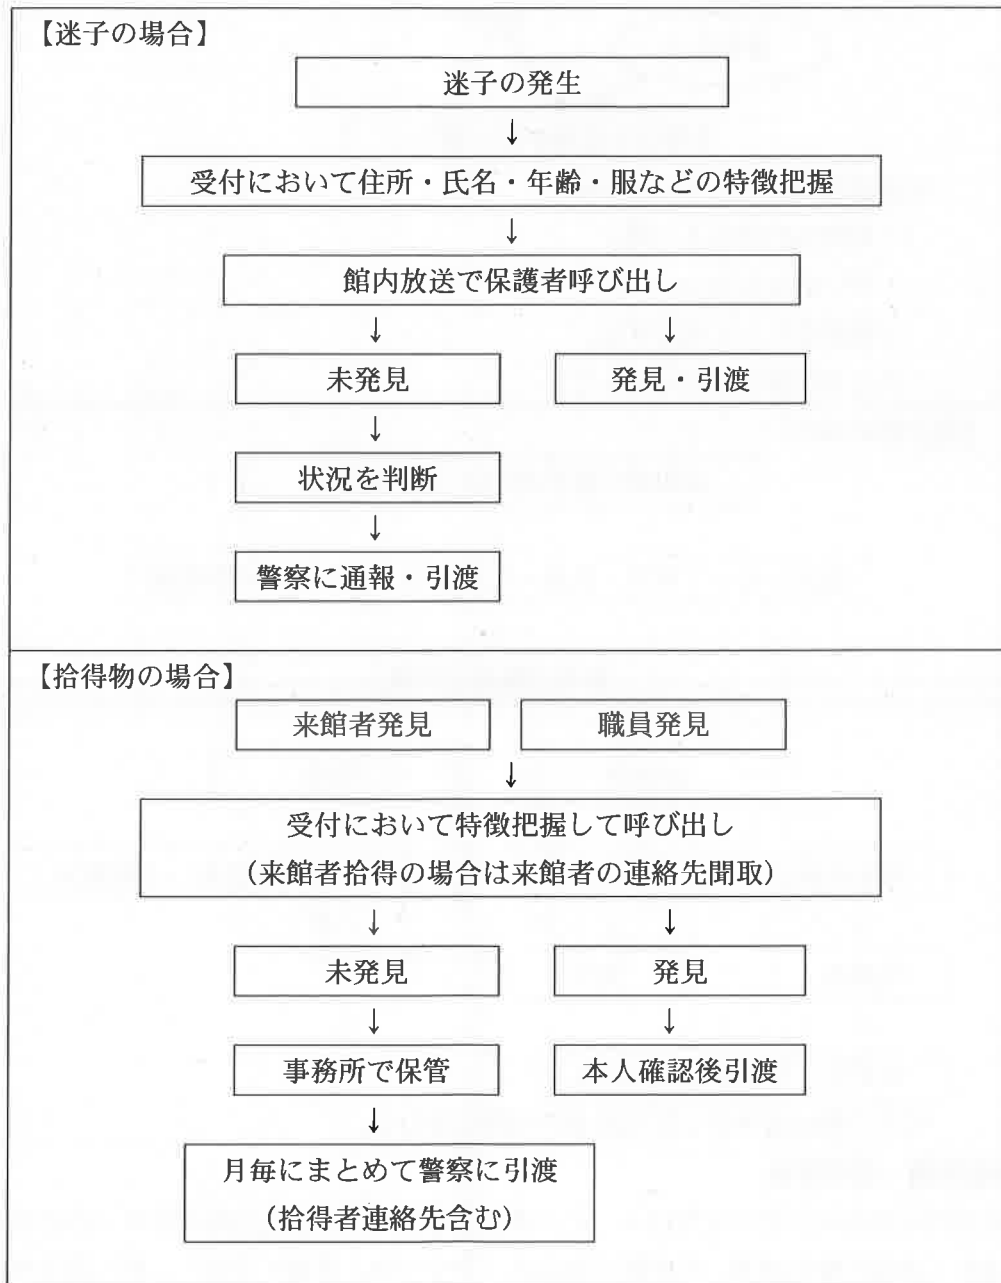 【迷子の場合】
迷子の発生
↓
受付において住所・氏名・年齢・服などの特徴把握
↓
館内放送で保護者呼び出し
↓ ↓
未発見 発見・引渡
↓
状況を判断
↓
警察に通報・引渡
【拾得物の場合】
来館者発見 職員発見
↓
受付において特徴把握して呼び出し
（来館者拾得の場合は来館者の連絡先聞取）
↓ ↓
未発見 発見
↓ ↓
事務所で保管 本人確認後引渡
↓
月毎にまとめて警察に引渡
（拾得者連絡先含む）